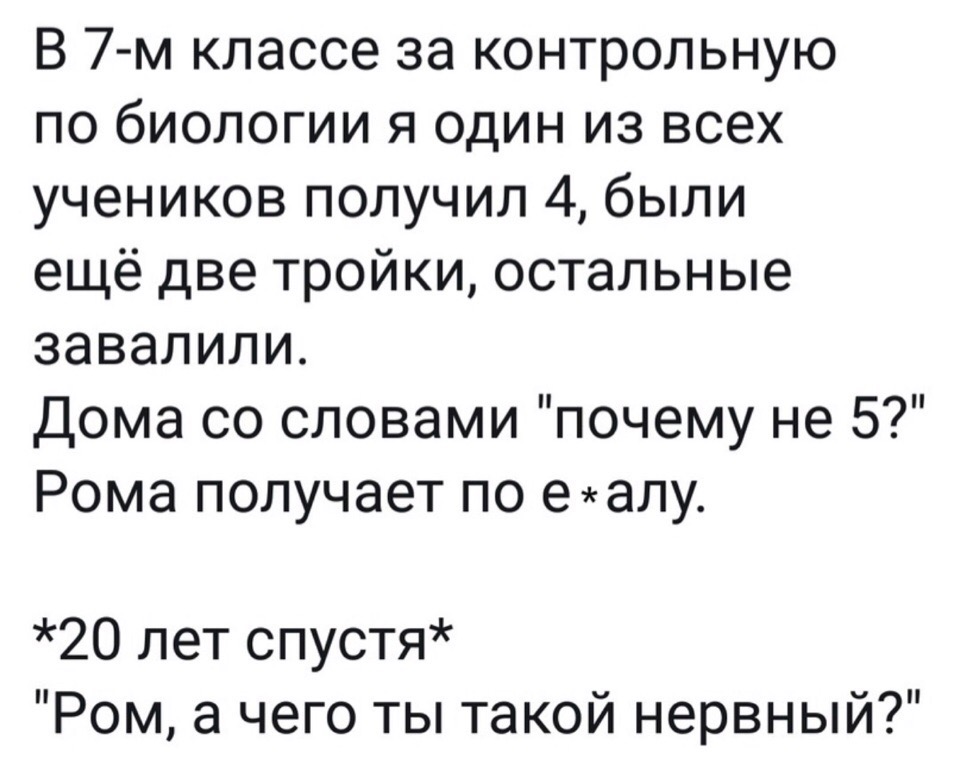 В 7-м классе за контрольную
по биологии я один из всех
учеников получил 4, были
ещё две тройки, остальные
завалили.
Дома со словами "почему не 5?"
Рома получает по е*алу.
*20 лет спустя*
"Ром, а чего ты такой нервный?"